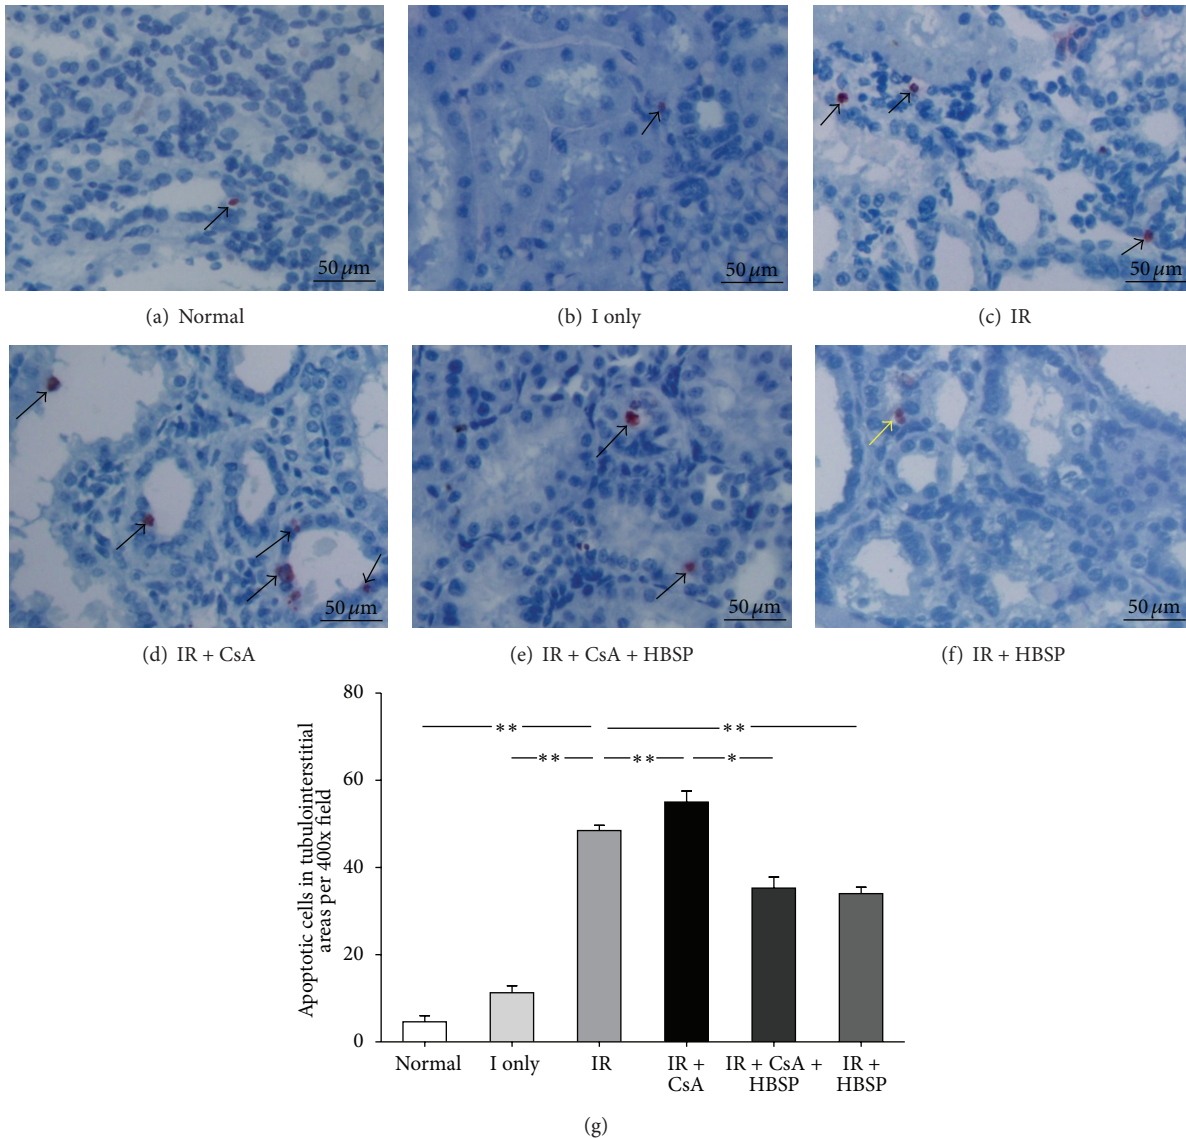 50 μm
50 μm
50 μm
(a) Normal
(b) I only
(c) IR
50 μm
50 μm
50 μm
(d) IR + CsA
(e) IR + CsA + HBSP
(f) IR + HBSP
Apoptotic cells in tubulointerstitial
areas per 400x field
80
60
40
20
0
**
**
**
**
*
Normal
I only
IR
IR +
CsA
IR + CsA +
HBSP
IR +
HBSP
(g)